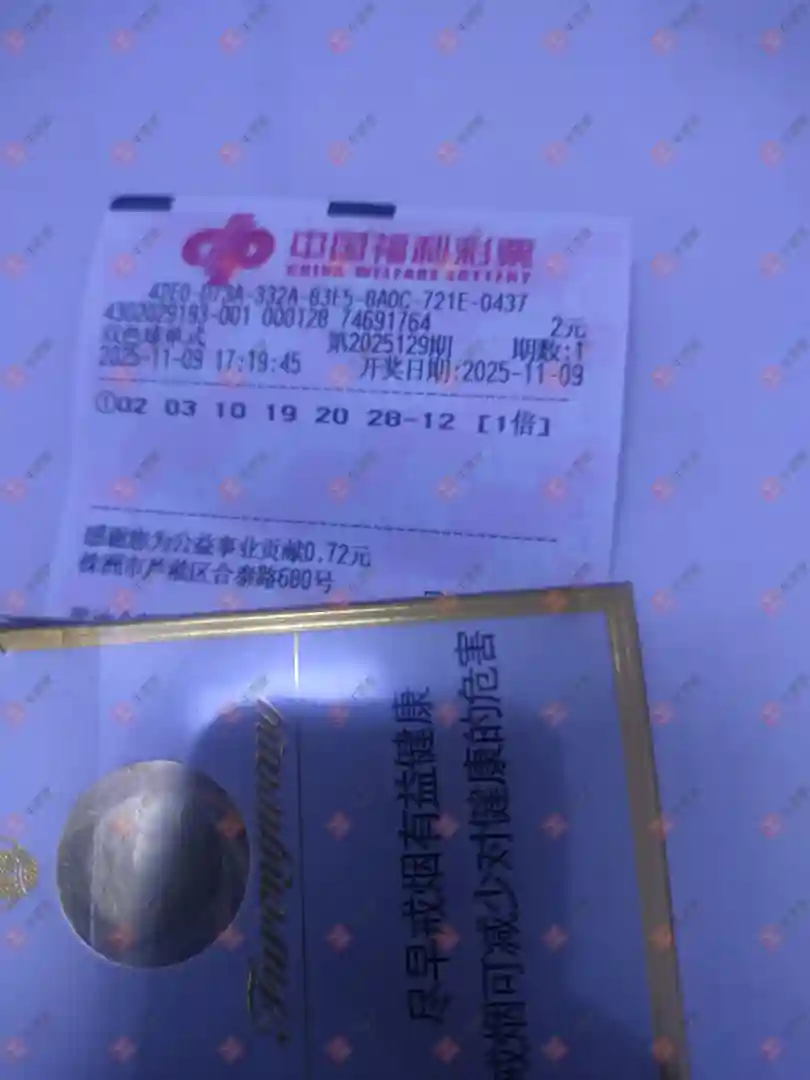 中国福利彩票
CHINA WELFARE LOTTERY
42E0-073A-332A-83E5-8A0C-721E-0437
4302029193-001 000128 74691764 2元
双色球单式 第2025129期 期数:1
2025-11-09 17:19:45 开奖日期:2025-11-09
①02 03 10 19 20 28-12 [1倍]
感谢您为公益事业贡献0.72元
株洲市芦淞区合泰路680号
尽早戒烟有益健康
戒烟可减少对健康的危害